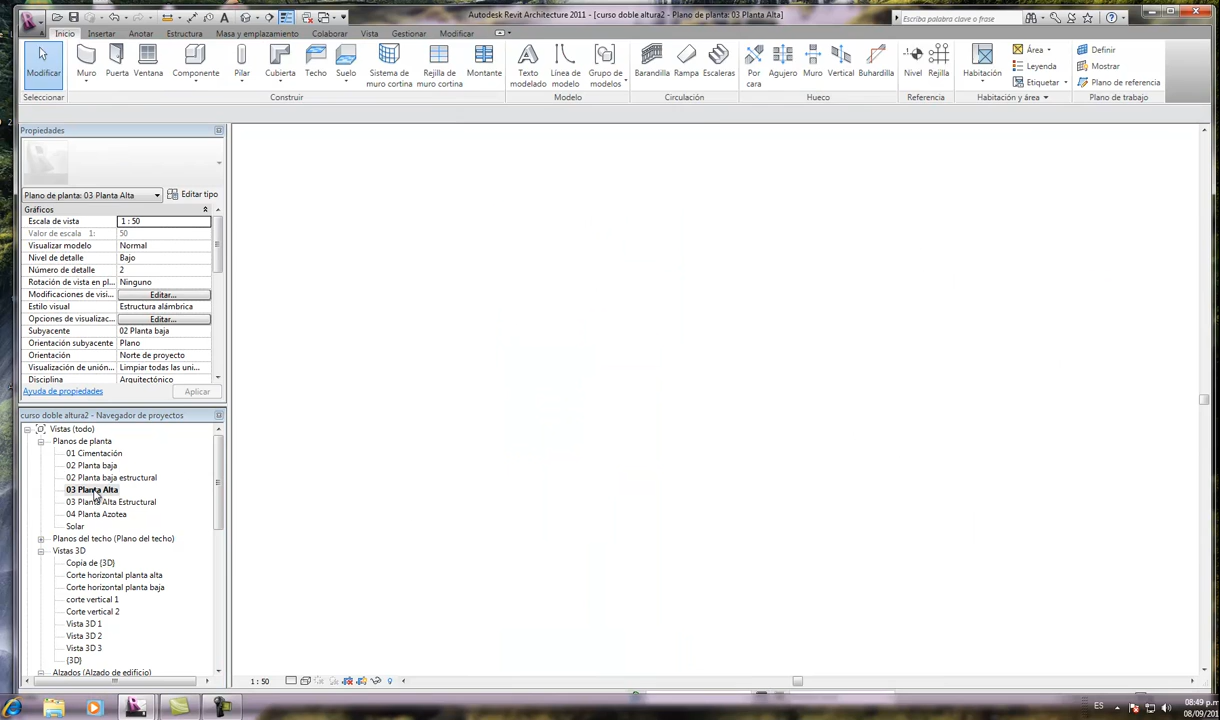 Autodesk Revit Architecture 2011 - [curso doble altura2 - Plano de planta: 03 Planta Alta]
Escriba palabra clave o frase
Inicio Insertar Anotar Estructura Masa y emplazamiento Colaborar Vista Gestionar Modificar
Modificar Muro Puerta Ventana Componente Pilar Cubierta Techo Suelo Sistema de muro cortina Rejilla de muro cortina Montante Texto modelado Línea de modelo Grupo de modelos Barandilla Rampa Escaleras Por cara Agujero Muro Vertical Buhardilla Nivel Rejilla Habitación
Área Definir
Leyenda Mostrar
Etiquetar Plano de referencia
Seleccionar Construir Modelo Circulación Hueco Referencia Habitación y área Plano de trabajo
Propiedades
Plano de planta: 03 Planta Alta Editar tipo
Gráficos
Escala de vista 1 : 50
Valor de escala 1: 50
Visualizar modelo Normal
Nivel de detalle Bajo
Número de detalle 2
Rotación de vista en pl... Ninguno
Modificaciones de visi... Editar...
Estilo visual Estructura alámbrica
Opciones de visualizac... Editar...
Subyacente 02 Planta baja
Orientación subyacente Plano
Orientación Norte de proyecto
Visualización de unión... Limpiar todas las uni...
Disciplina Arquitectónico
Ayuda de propiedades Aplicar
curso doble altura2 - Navegador de proyectos
Vistas (todo)
Planos de planta
01 Cimentación
02 Planta baja
02 Planta baja estructural
03 Planta Alta
03 Planta Alta Estructural
04 Planta Azotea
Solar
Planos del techo (Plano del techo)
Vistas 3D
Copia de {3D}
Corte horizontal planta alta
Corte horizontal planta baja
corte vertical 1
Corte vertical 2
Vista 3D 1
Vista 3D 2
Vista 3D 3
{3D}
Alzados (Alzado de edificio)
1 : 50
ES
08:49 p.m
08/09/201